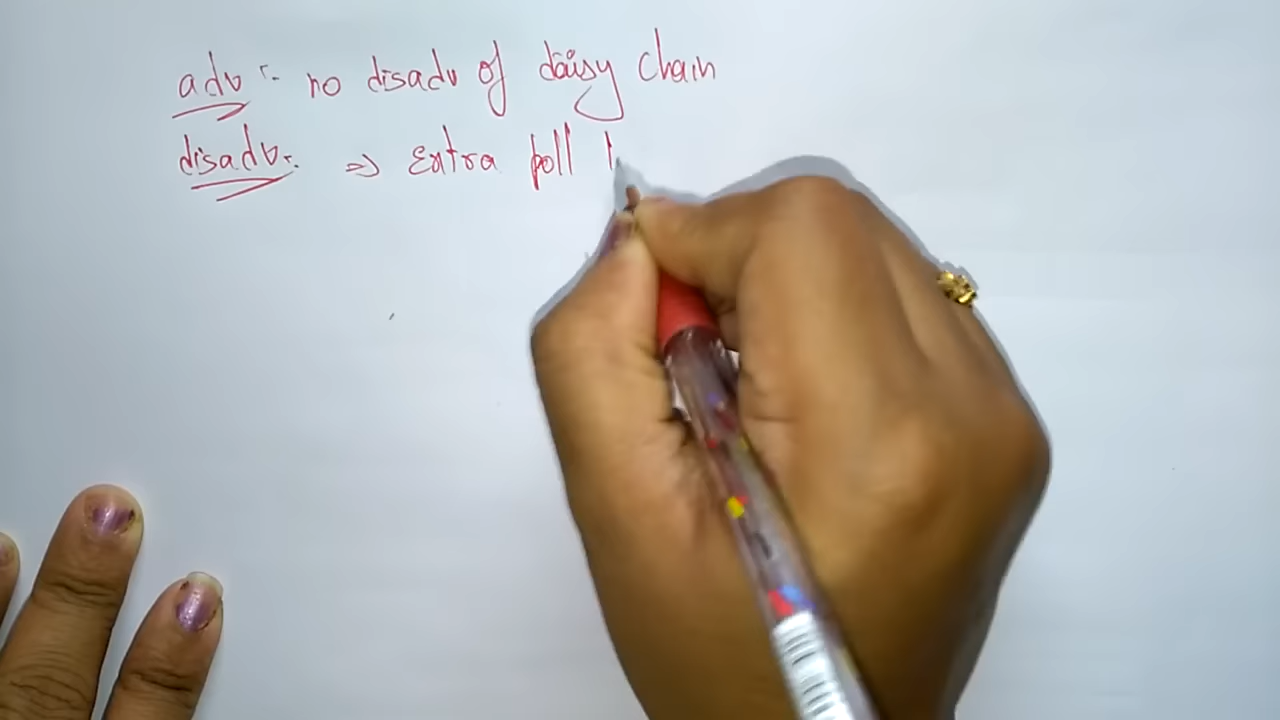 adv :- no disadv of daisy chain
disadv :- => Extra poll l